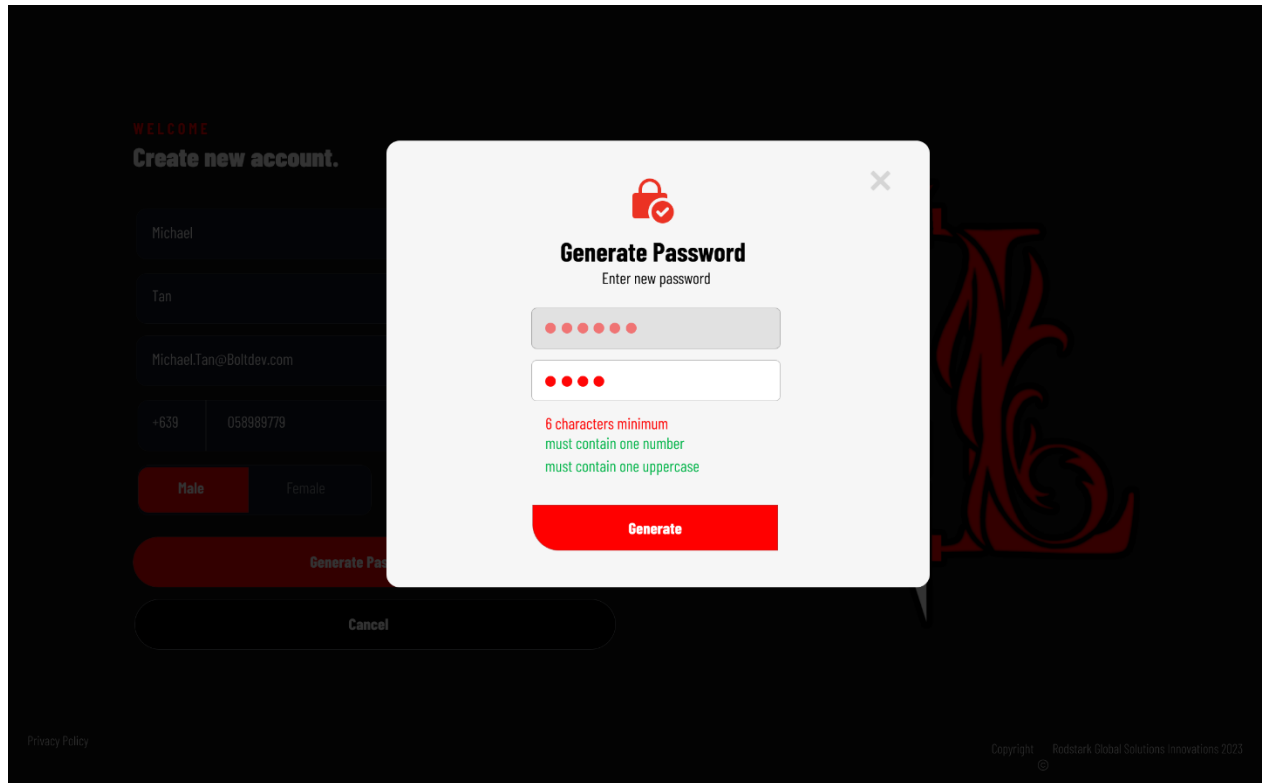 WELCOME
Create new account.
Michael
Tan
Michael.Tan@Boltdev.com
+639 058989779
Male Female
Generate Pas
Cancel
Generate Password
Enter new password
6 characters minimum
must contain one number
must contain one uppercase
Generate
Privacy Policy
Copyright © Rodstark Global Solutions Innovations 2023